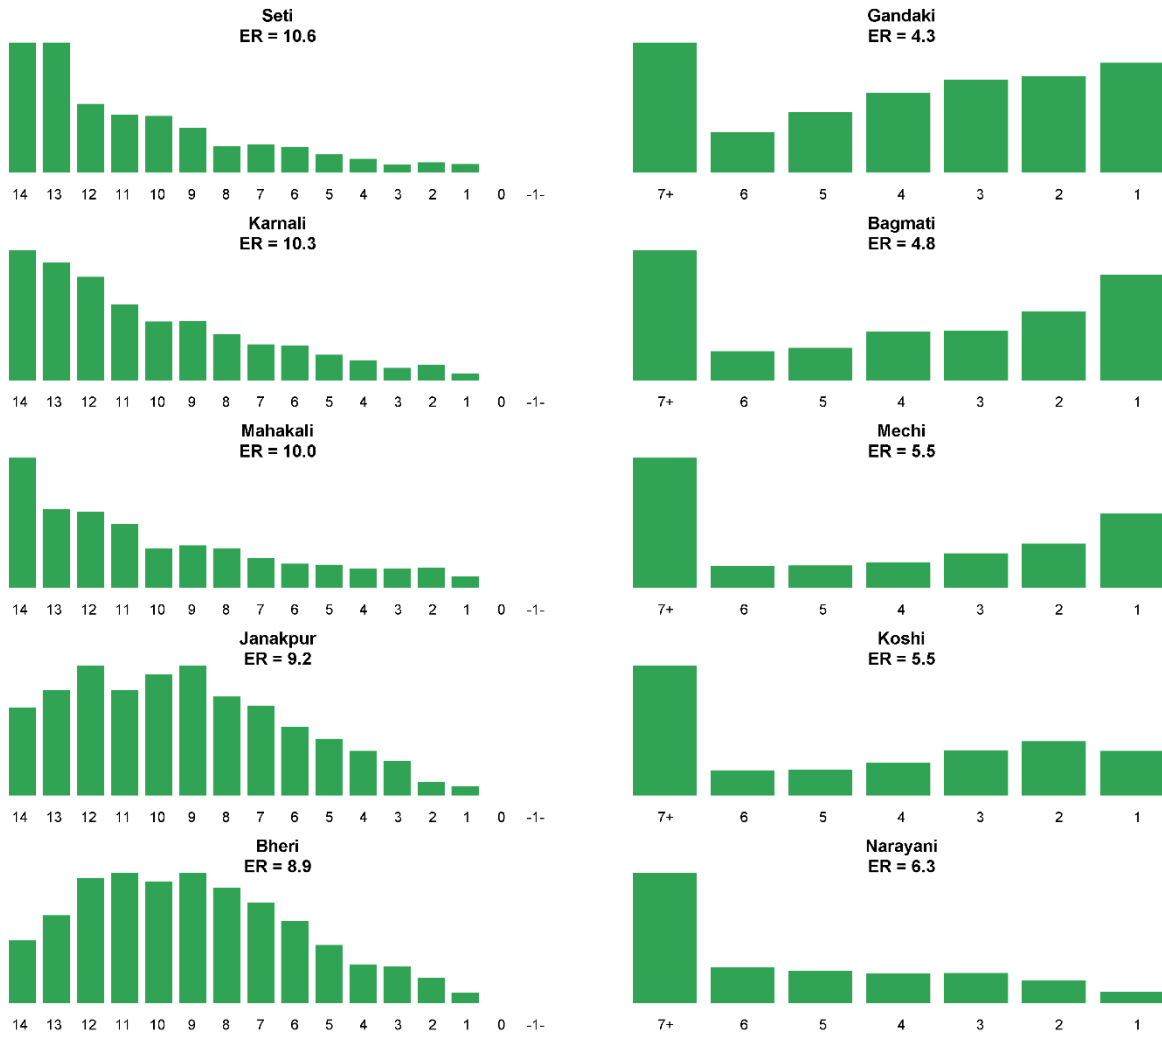 Seti
ER = 10.6
14 13 12 11 10 9 8 7 6 5 4 3 2 1 0 -1-
Karnali
ER = 10.3
14 13 12 11 10 9 8 7 6 5 4 3 2 1 0 -1-
Mahakali
ER = 10.0
14 13 12 11 10 9 8 7 6 5 4 3 2 1 0 -1-
Janakpur
ER = 9.2
14 13 12 11 10 9 8 7 6 5 4 3 2 1 0 -1-
Bheri
ER = 8.9
14 13 12 11 10 9 8 7 6 5 4 3 2 1 0 -1-
Gandaki
ER = 4.3
7+ 6 5 4 3 2 1
Bagmati
ER = 4.8
7+ 6 5 4 3 2 1
Mechi
ER = 5.5
7+ 6 5 4 3 2 1
Koshi
ER = 5.5
7+ 6 5 4 3 2 1
Narayani
ER = 6.3
7+ 6 5 4 3 2 1